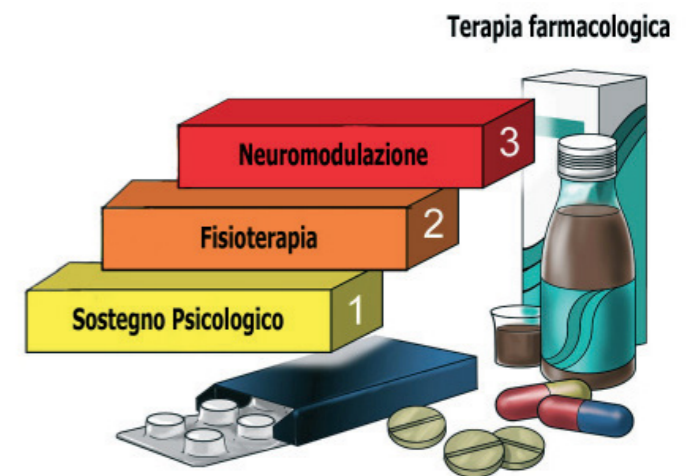 Terapia farmacologica
Neuromodulazione 3
Fisioterapia 2
Sostegno Psicologico 1